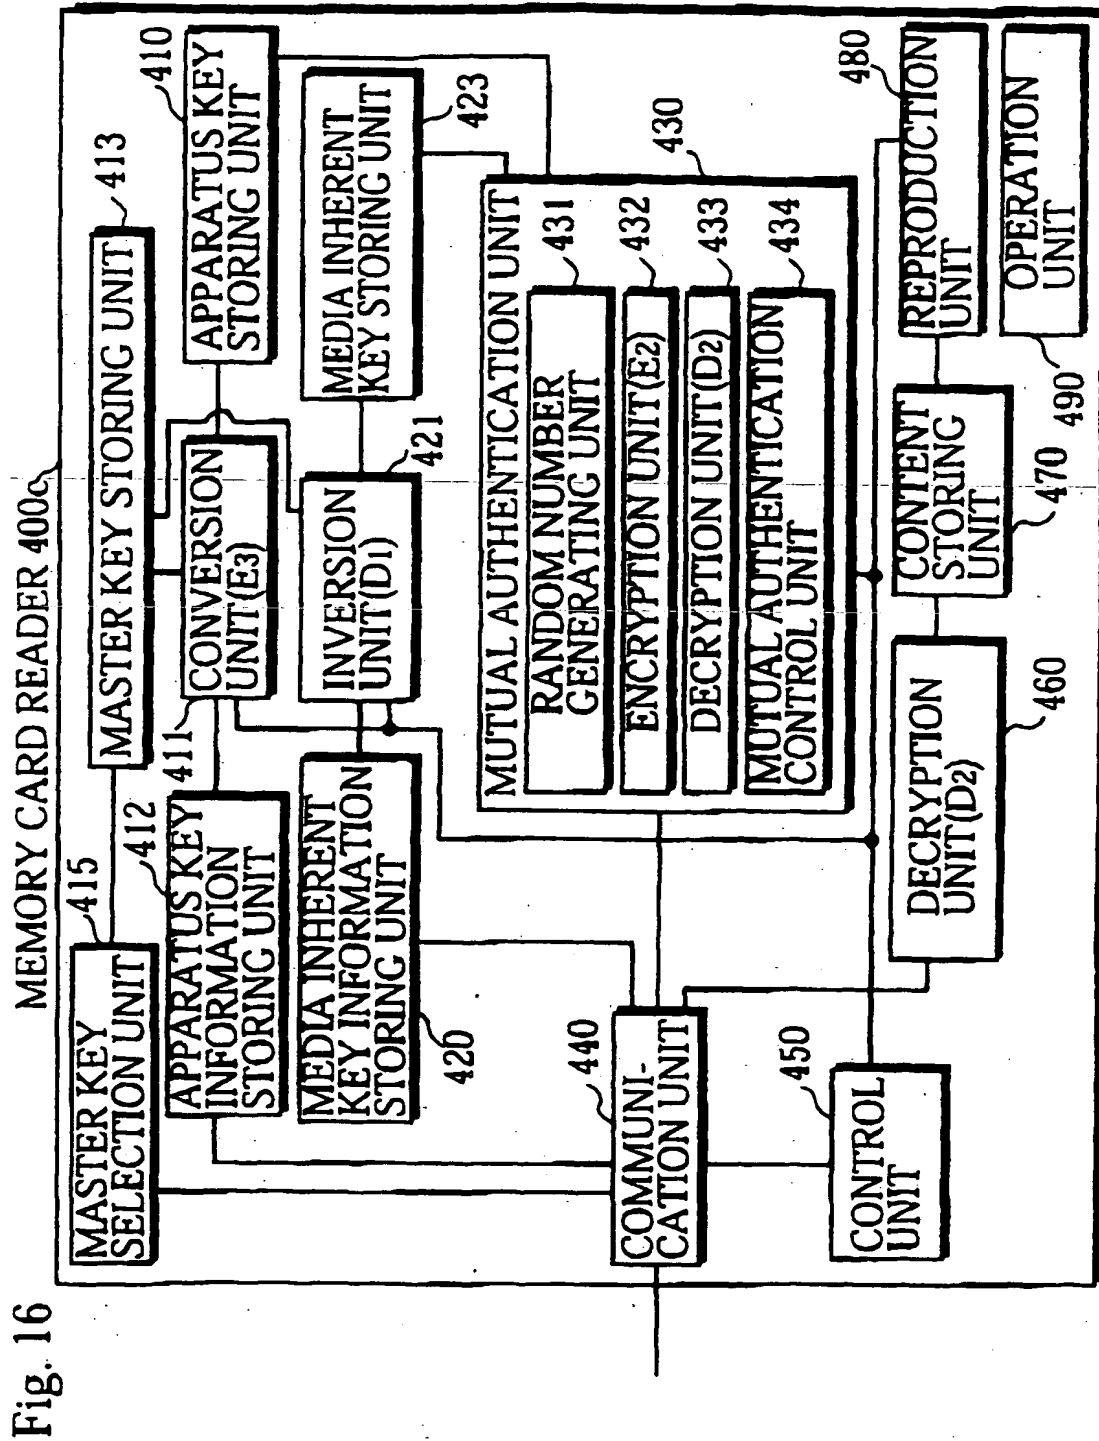 Fig. 16
MEMORY CARD READER 400c
MASTER KEY
SELECTION UNIT
415
MASTER KEY STORING UNIT
413
APPARATUS KEY
INFORMATION
STORING UNIT
412
CONVERSION
UNIT(E3)
411
APPARATUS KEY
STORING UNIT
410
MEDIA INHERENT
KEY INFORMATION
STORING UNIT
420
INVERSION
UNIT(D1)
421
MEDIA INHERENT
KEY STORING UNIT
423
MUTUAL AUTHENTICATION UNIT
430
RANDOM NUMBER
GENERATING UNIT
431
ENCRYPTION UNIT(E2)
432
DECRYPTION UNIT(D2)
433
MUTUAL AUTHENTICATION
CONTROL UNIT
434
COMMUNI-
CATION UNIT
440
CONTROL
UNIT
450
DECRYPTION
UNIT(D2)
460
CONTENT
STORING
UNIT
470
REPRODUCTION
UNIT
480
OPERATION
UNIT
490